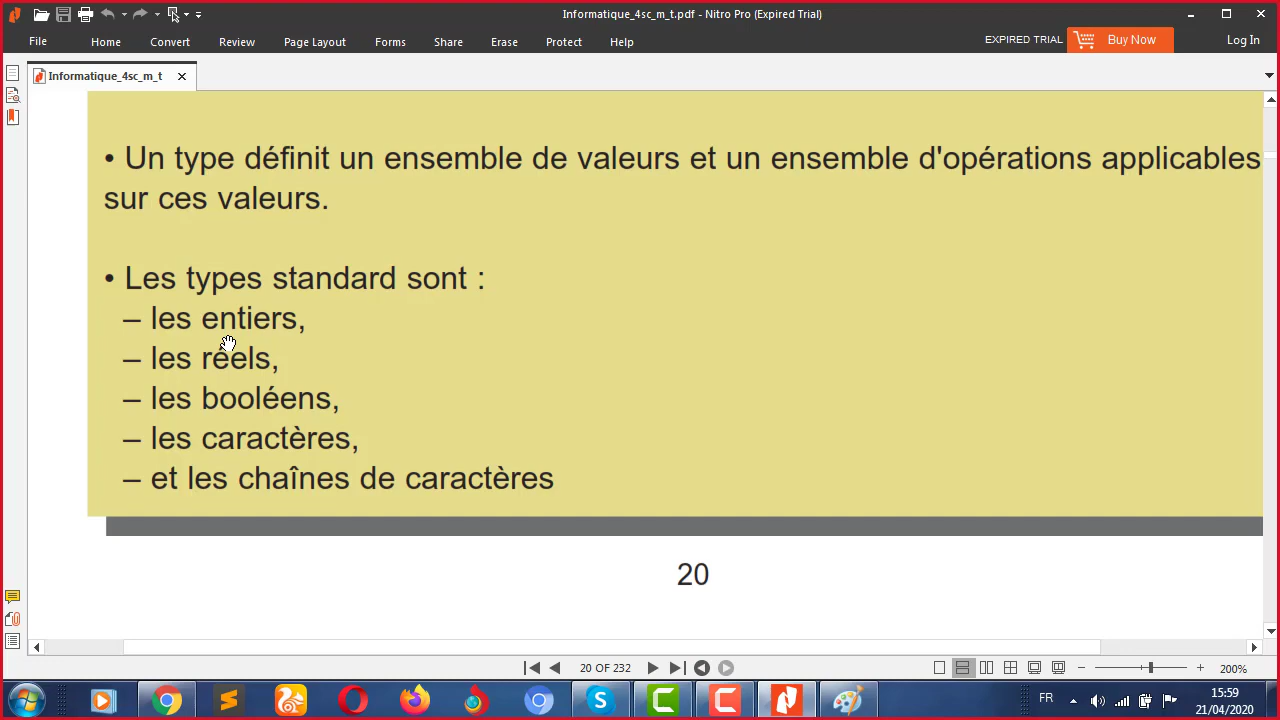 Informatique_4sc_m_t.pdf - Nitro Pro (Expired Trial)
File Home Convert Review Page Layout Forms Share Erase Protect Help EXPIRED TRIAL Buy Now Log In
Informatique_4sc_m_t
• Un type définit un ensemble de valeurs et un ensemble d'opérations applicables
sur ces valeurs.
• Les types standard sont :
– les entiers,
– les réels,
– les booléens,
– les caractères,
– et les chaînes de caractères
20
20 OF 232 200%
FR 15:59
21/04/2020